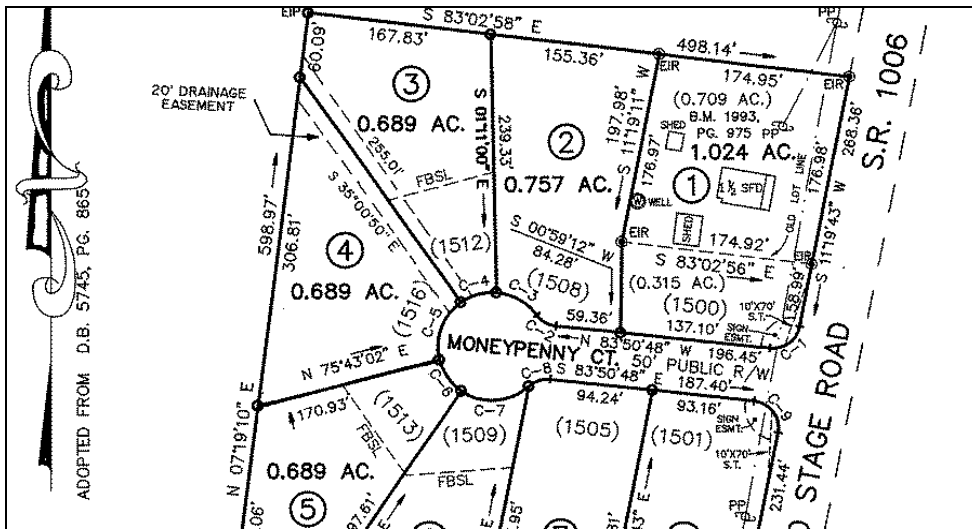 EIP
S 83°02'58" E
167.83'
155.36'
498.14'
174.95'
EIR
EIR
PP
60.09'
20' DRAINAGE
EASEMENT
3
0.689 AC.
255.01'
S 35°00'50" E
FBSL
S 01°11'00" E
239.33'
2
0.757 AC.
197.98'
S 11°19'11" W
176.97'
(0.709 AC.)
B.M. 1993,
PG. 975
PP
SHED
1.024 AC.
1
1 ½ SFD
W
WELL
SHED
OLD LOT LINE
176.98'
268.36'
S 11°19'43" W
S.R. 1006
EIR
174.92'
EIR
S 83°02'56" E
(0.315 AC.)
(1500)
158.99'
10'X70'
S.T.
SIGN
ESMT.
137.10'
C-1
598.97'
306.81'
N 07°19'10" E
4
0.689 AC.
(1516)
(1512)
C-4
C-3
(1508)
S 00°59'12" W
84.28'
59.36'
C-2
C-5
N 83°50'48" W
196.45'
MONEYPENNY CT.
50'
PUBLIC R/W
N 75°43'02" E
170.93'
C-6
C-7
C-8
S 83°50'48" E
187.40'
94.24'
93.16'
C-9
(1513)
(1509)
(1505)
(1501)
SIGN
ESMT.
10'X70'
S.T.
FBSL
FBSL
0.689 AC.
5
E
E
E
231.44'
PP
STAGE ROAD
ADOPTED FROM D.B. 5745, PG. 865